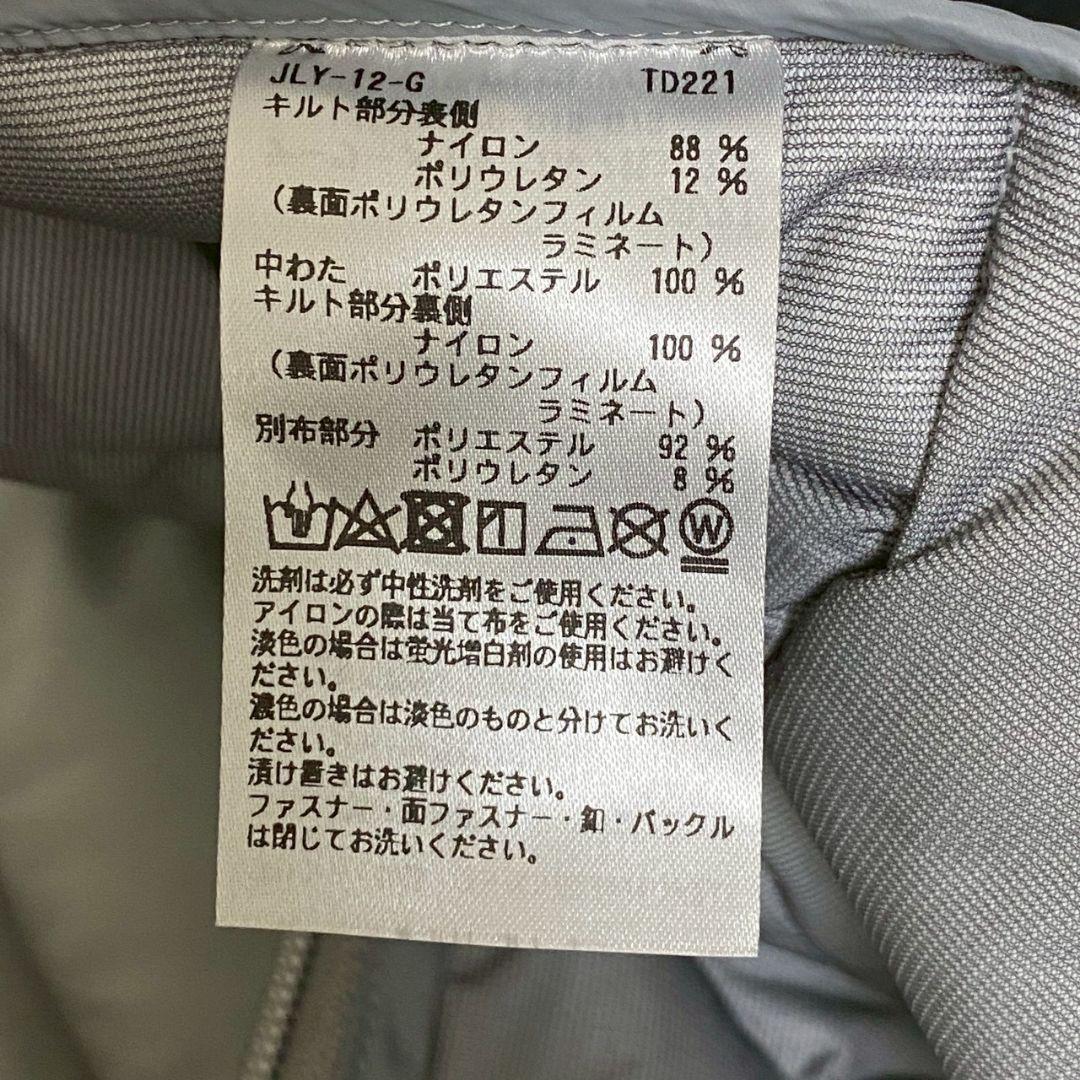 JLY-12-G TD221
キルト部分表側
ナイロン 88 %
ポリウレタン 12 %
(裏面ポリウレタンフィルム
ラミネート)
中わた ポリエステル 100 %
キルト部分裏側
ナイロン 100 %
(裏面ポリウレタンフィルム
ラミネート)
別布部分 ポリエステル 92 %
ポリウレタン 8 %
W
洗剤は必ず中性洗剤をご使用ください。
アイロンの際は当て布をご使用ください。
淡色の場合は蛍光増白剤の使用はお避けく
ださい。
濃色の場合は淡色のものと分けてお洗いく
ださい。
漬け置きはお避けください。
ファスナー・面ファスナー・釦・バックル
は閉じてお洗いください。